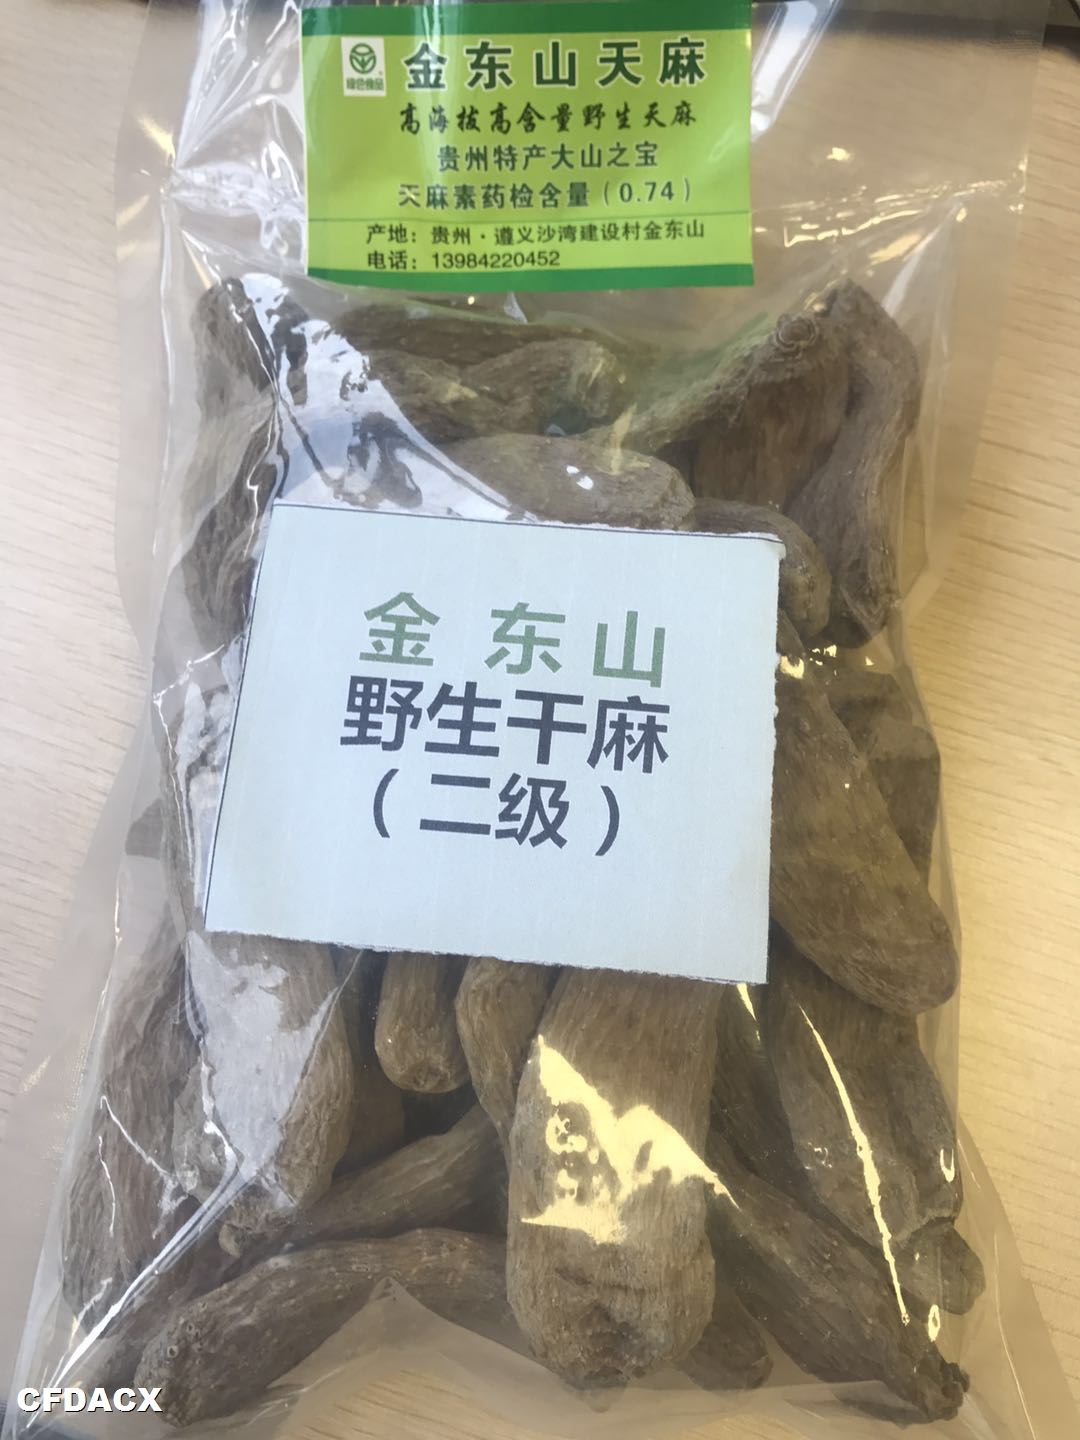 绿色食品
金东山天麻
高海拔高含量野生天麻
贵州特产大山之宝
天麻素药检含量(0.74)
产地：贵州·遵义沙湾建设村金东山
电话：13984220452
金东山
野生干麻
(二级)
CFDACX